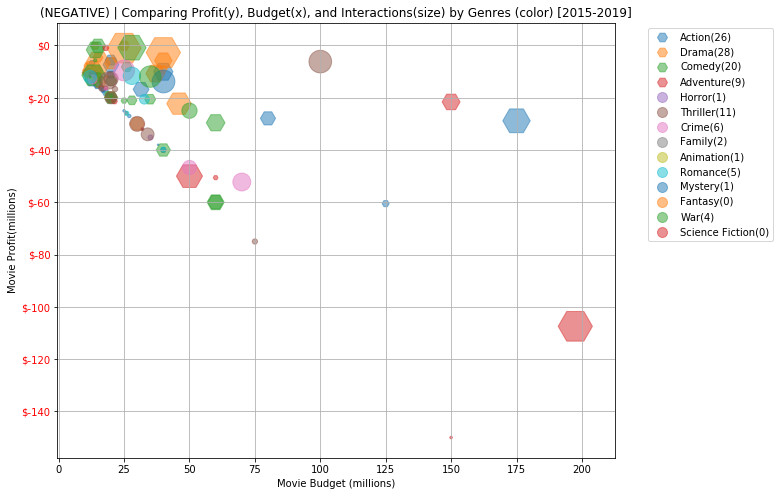 (NEGATIVE) | Comparing Profit(y), Budget(x), and Interactions(size) by Genres (color) [2015-2019]
$0
$-20
$-40
$-60
$-80
$-100
$-120
$-140
Movie Profit(millions)
0
25
50
75
100
125
150
175
200
Movie Budget (millions)
Action(26)
Drama(28)
Comedy(20)
Adventure(9)
Horror(1)
Thriller(11)
Crime(6)
Family(2)
Animation(1)
Romance(5)
Mystery(1)
Fantasy(0)
War(4)
Science Fiction(0)